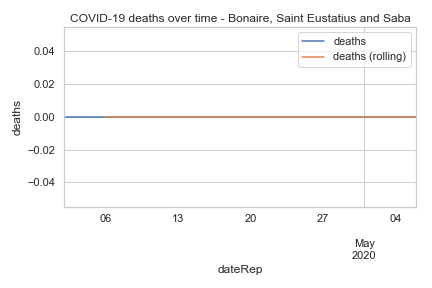 COVID-19 deaths over time - Bonaire, Saint Eustatius and Saba
deaths
deaths (rolling)
0.04
0.02
0.00
−0.02
−0.04
deaths
06
13
20
27
04
May
2020
dateRep